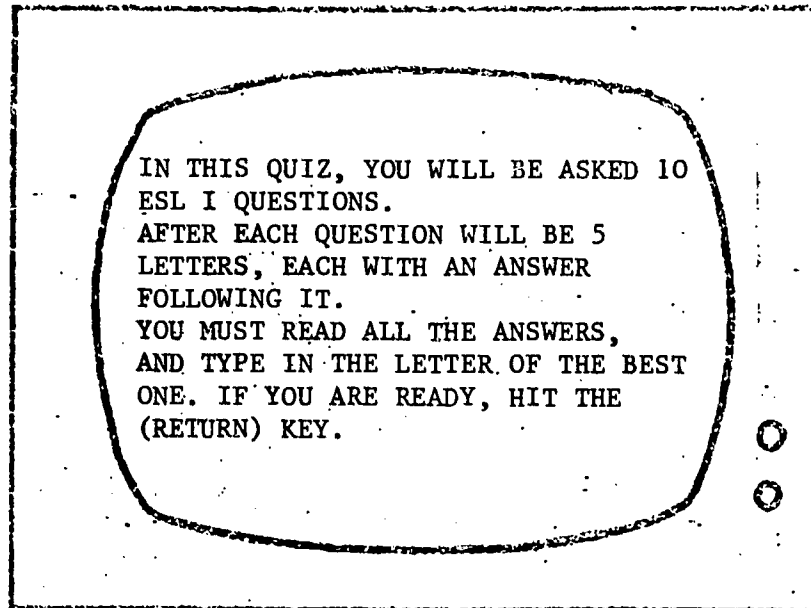 IN THIS QUIZ, YOU WILL BE ASKED 10
ESL I QUESTIONS.
AFTER EACH QUESTION WILL BE 5
LETTERS, EACH WITH AN ANSWER
FOLLOWING IT.
YOU MUST READ ALL THE ANSWERS,
AND TYPE IN THE LETTER OF THE BEST
ONE. IF YOU ARE READY, HIT THE
(RETURN) KEY.